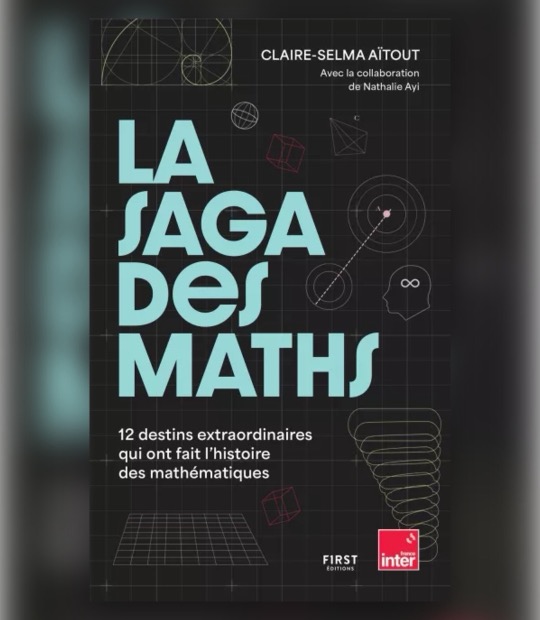 CLAIRE-SELMA AÏTOUT
Avec la collaboration
de Nathalie Ayi
C
LA
SAGA
DeS
MATHS
12 destins extraordinaires
qui ont fait l'histoire
des mathématiques
FIRST
ÉDITIONS
france
inter